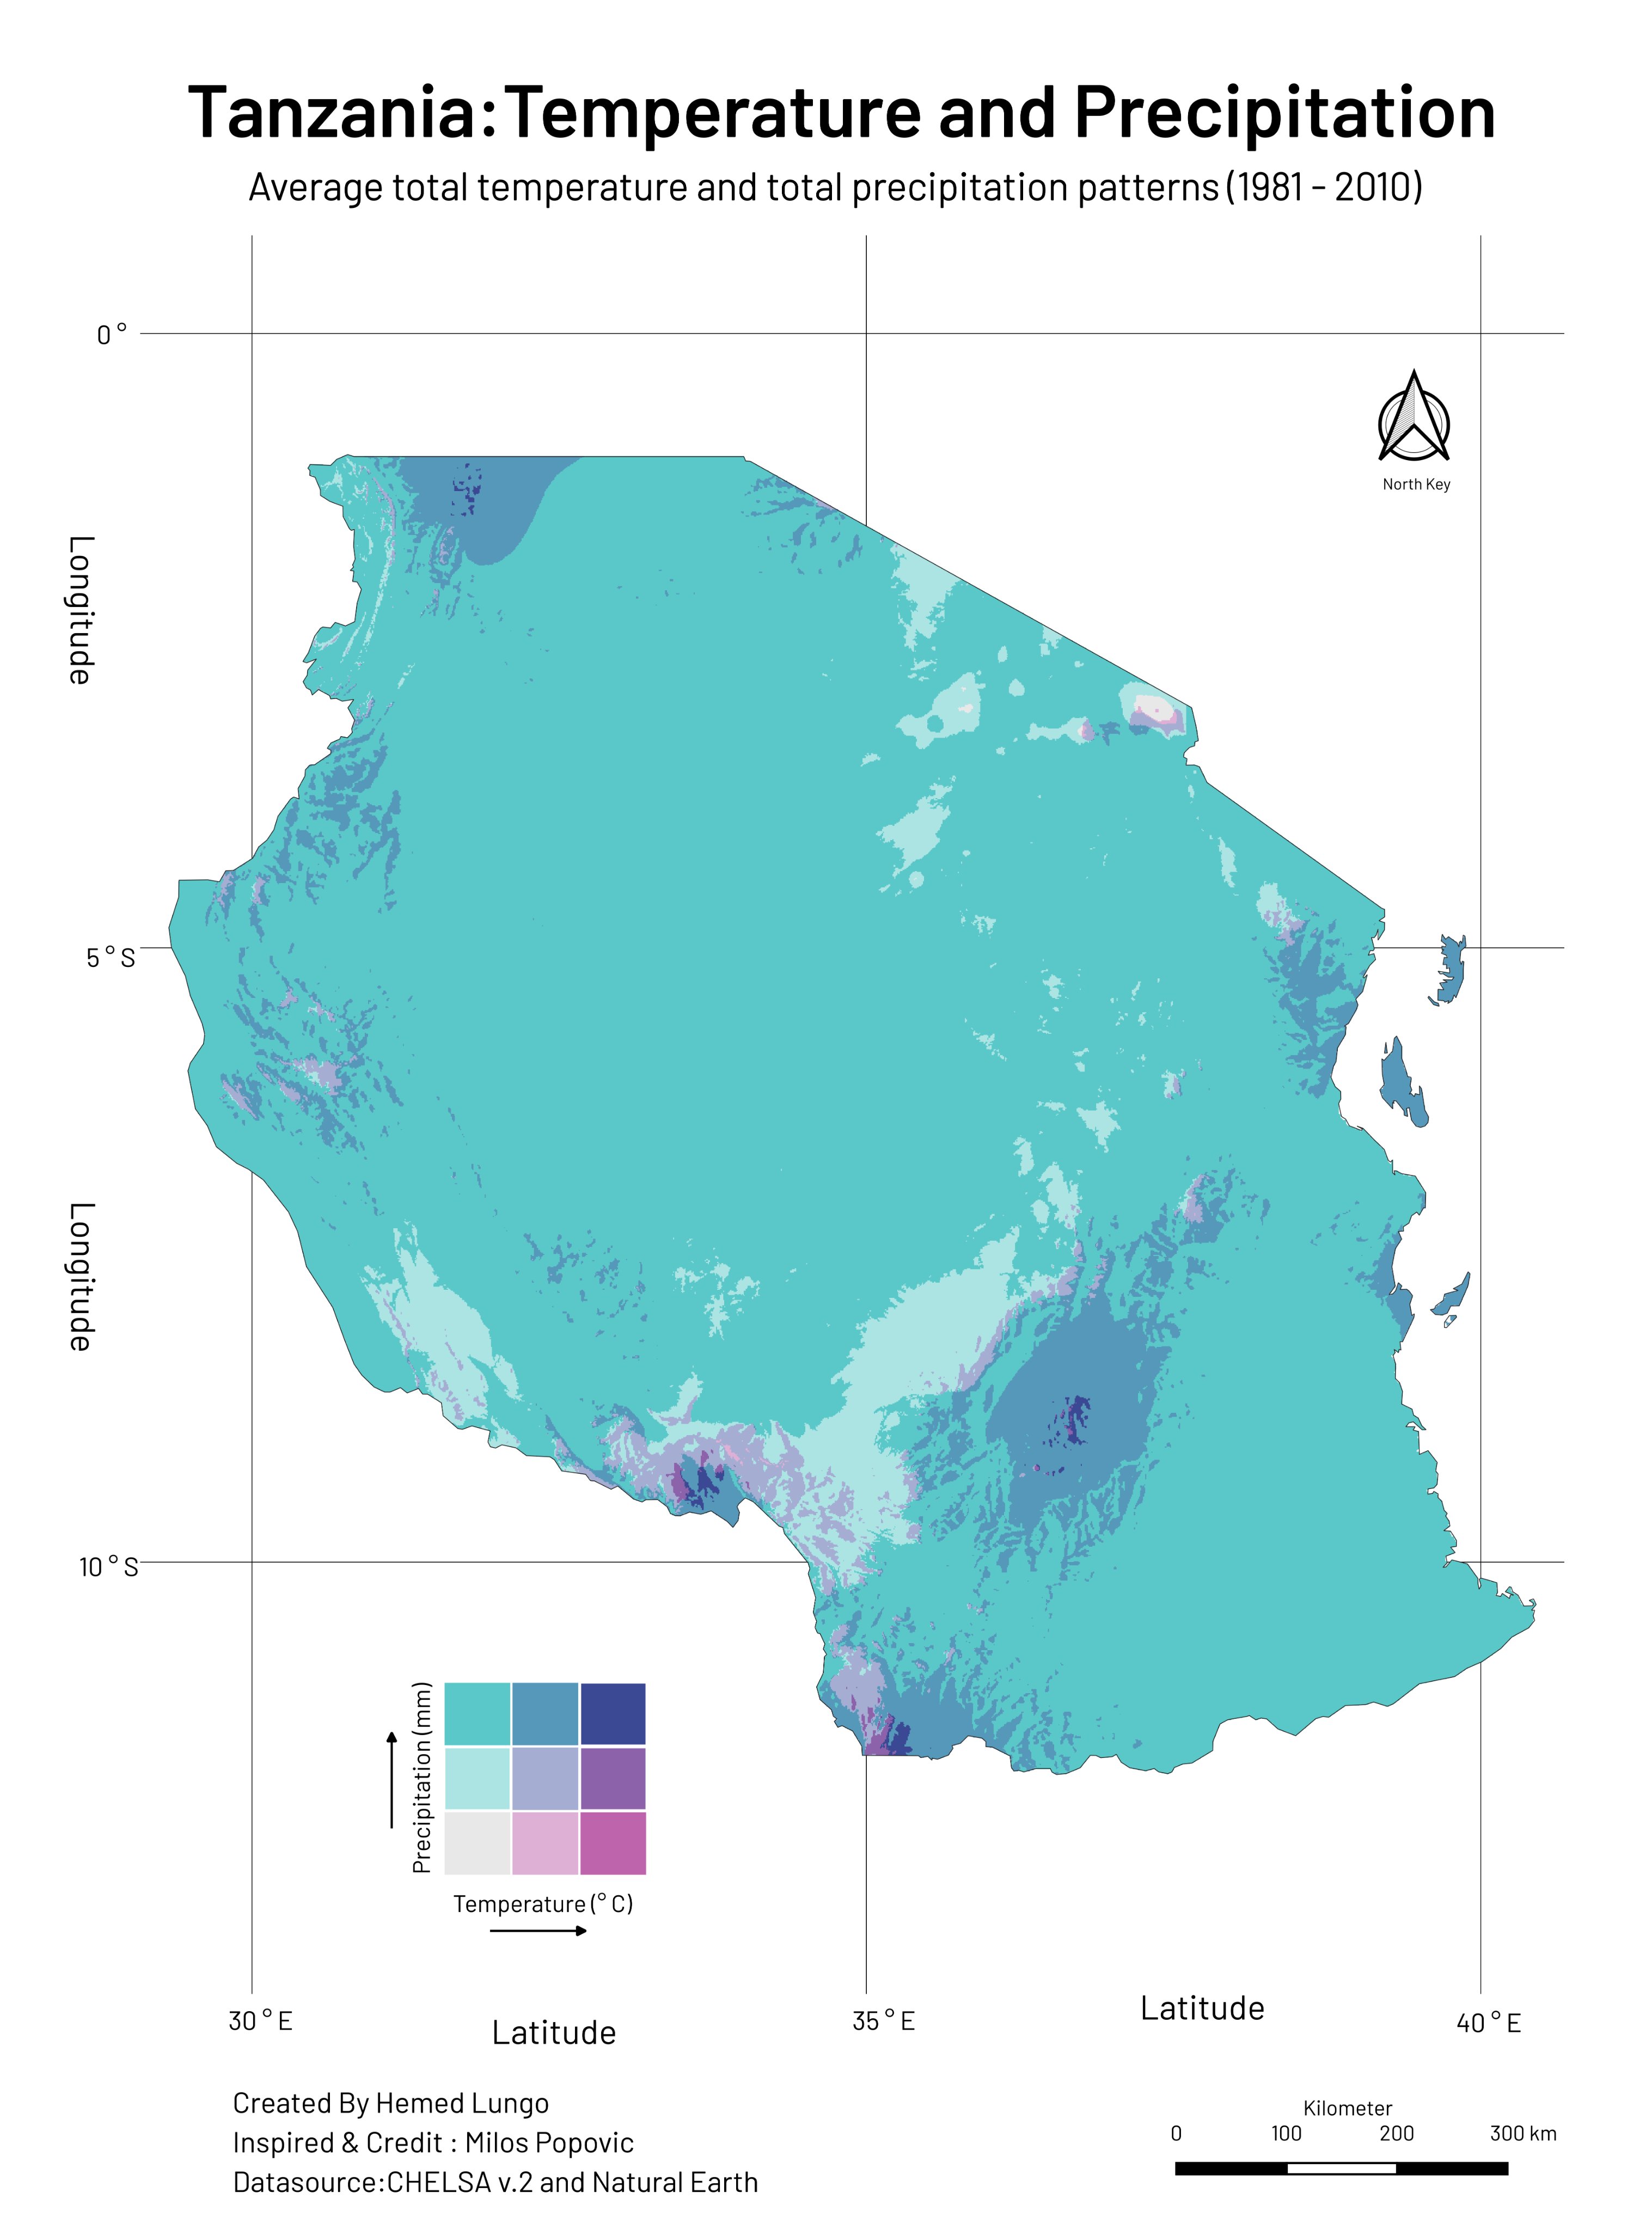 Tanzania: Temperature and Precipitation
Average total temperature and total precipitation patterns (1981 - 2010)
0°
North Key
Longitude
5°S
Longitude
10°S
Precipitation (mm)
Temperature (°C)
30°E
35°E
40°E
Latitude
Latitude
Created By Hemed Lungo
Inspired & Credit : Milos Popovic
Datasource:CHELSA v.2 and Natural Earth
Kilometer
0 100 200 300 km